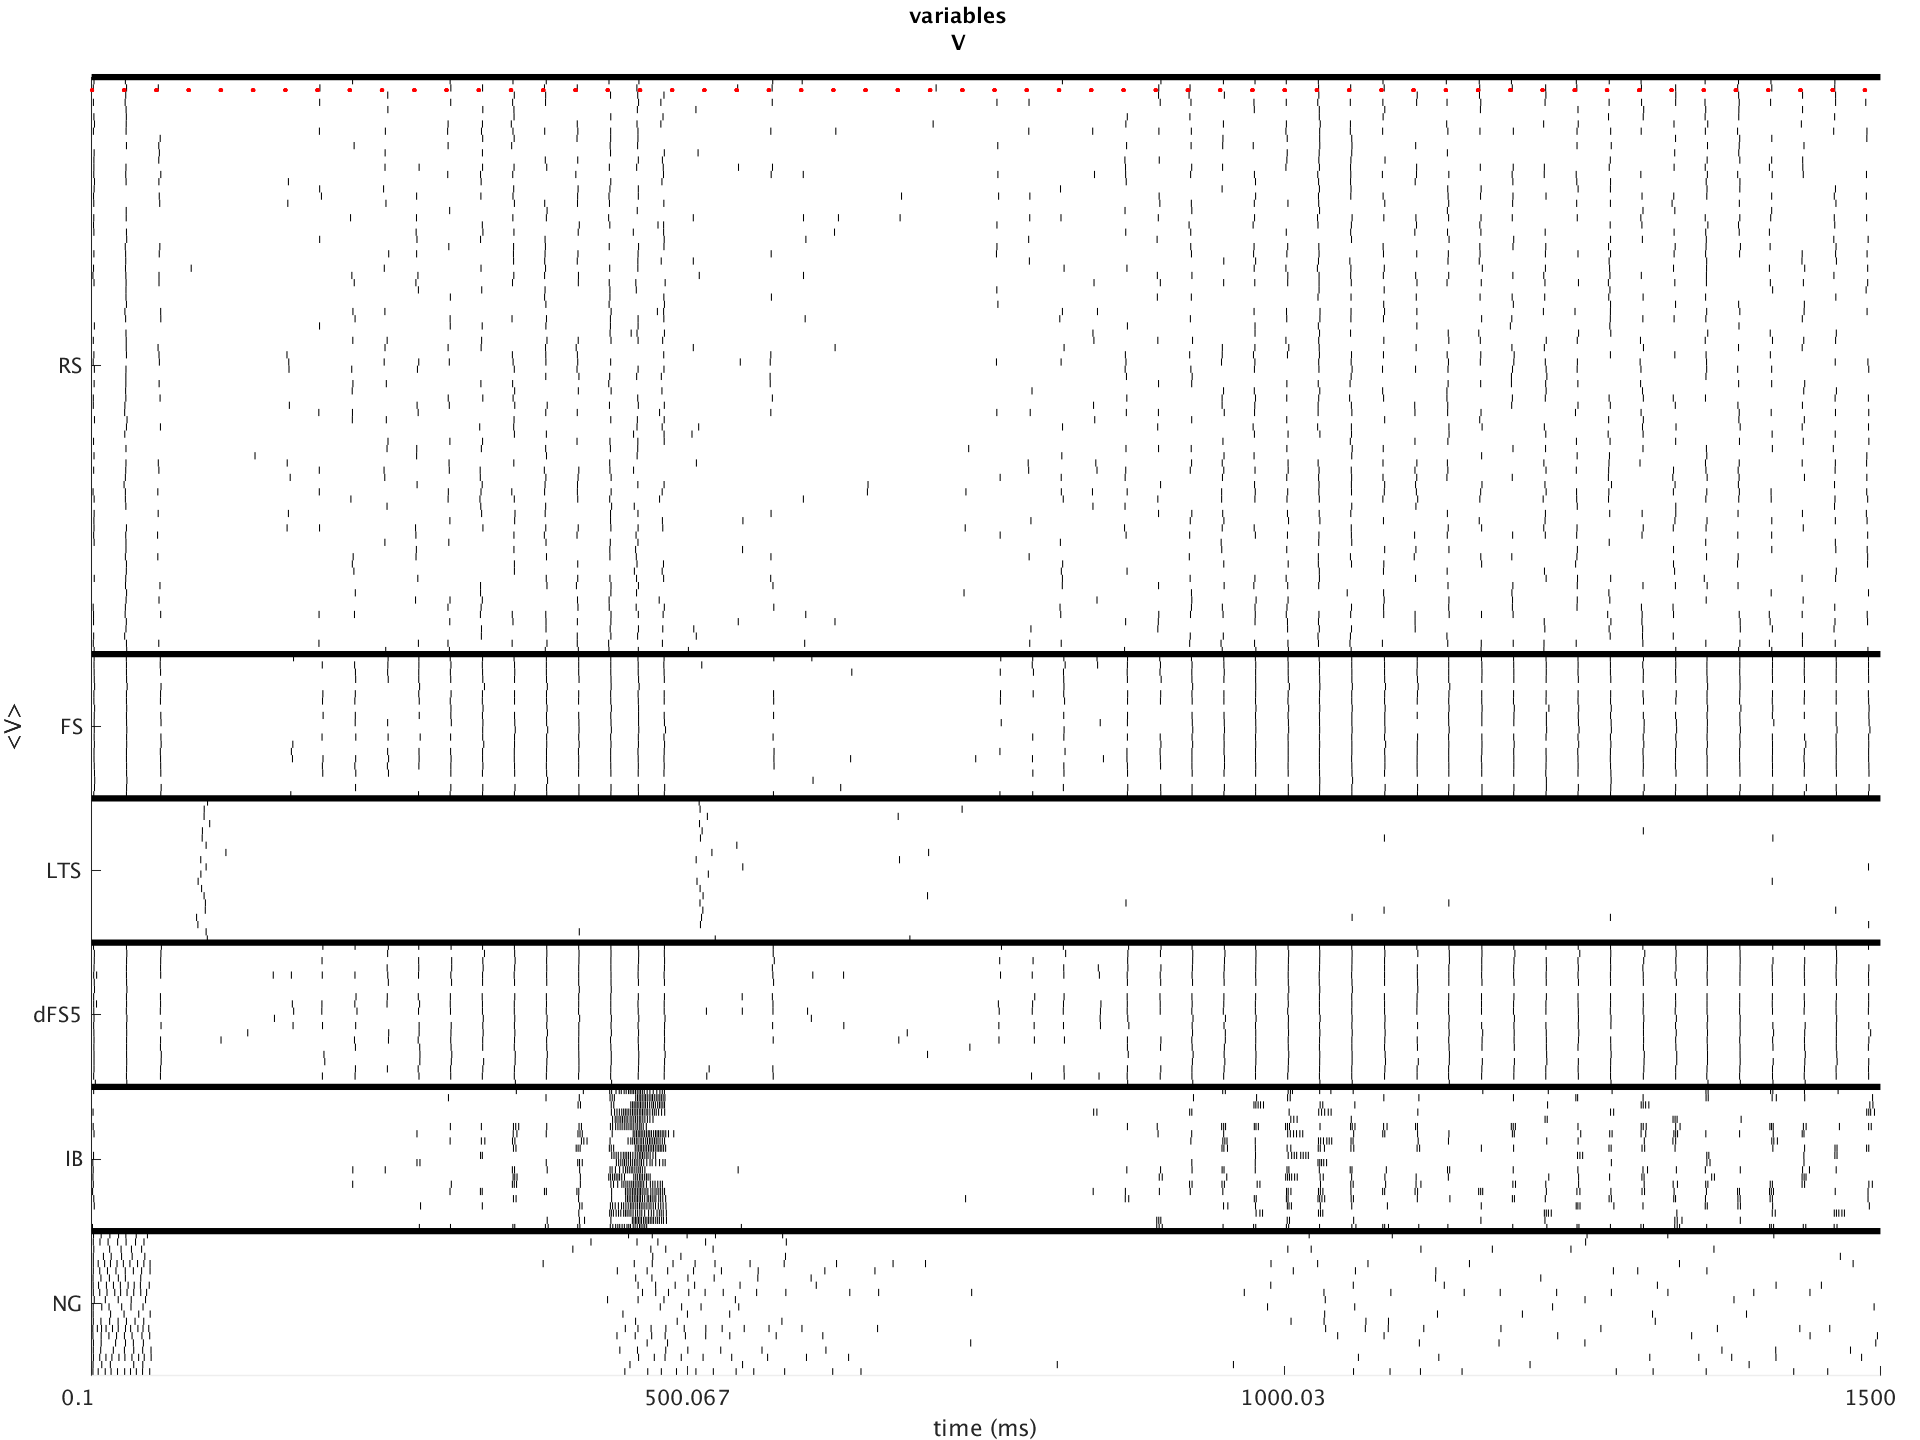 variables
V
RS
FS
<V>
LTS
dFS5
IB
NG
0.1
500.067
1000.03
1500
time (ms)